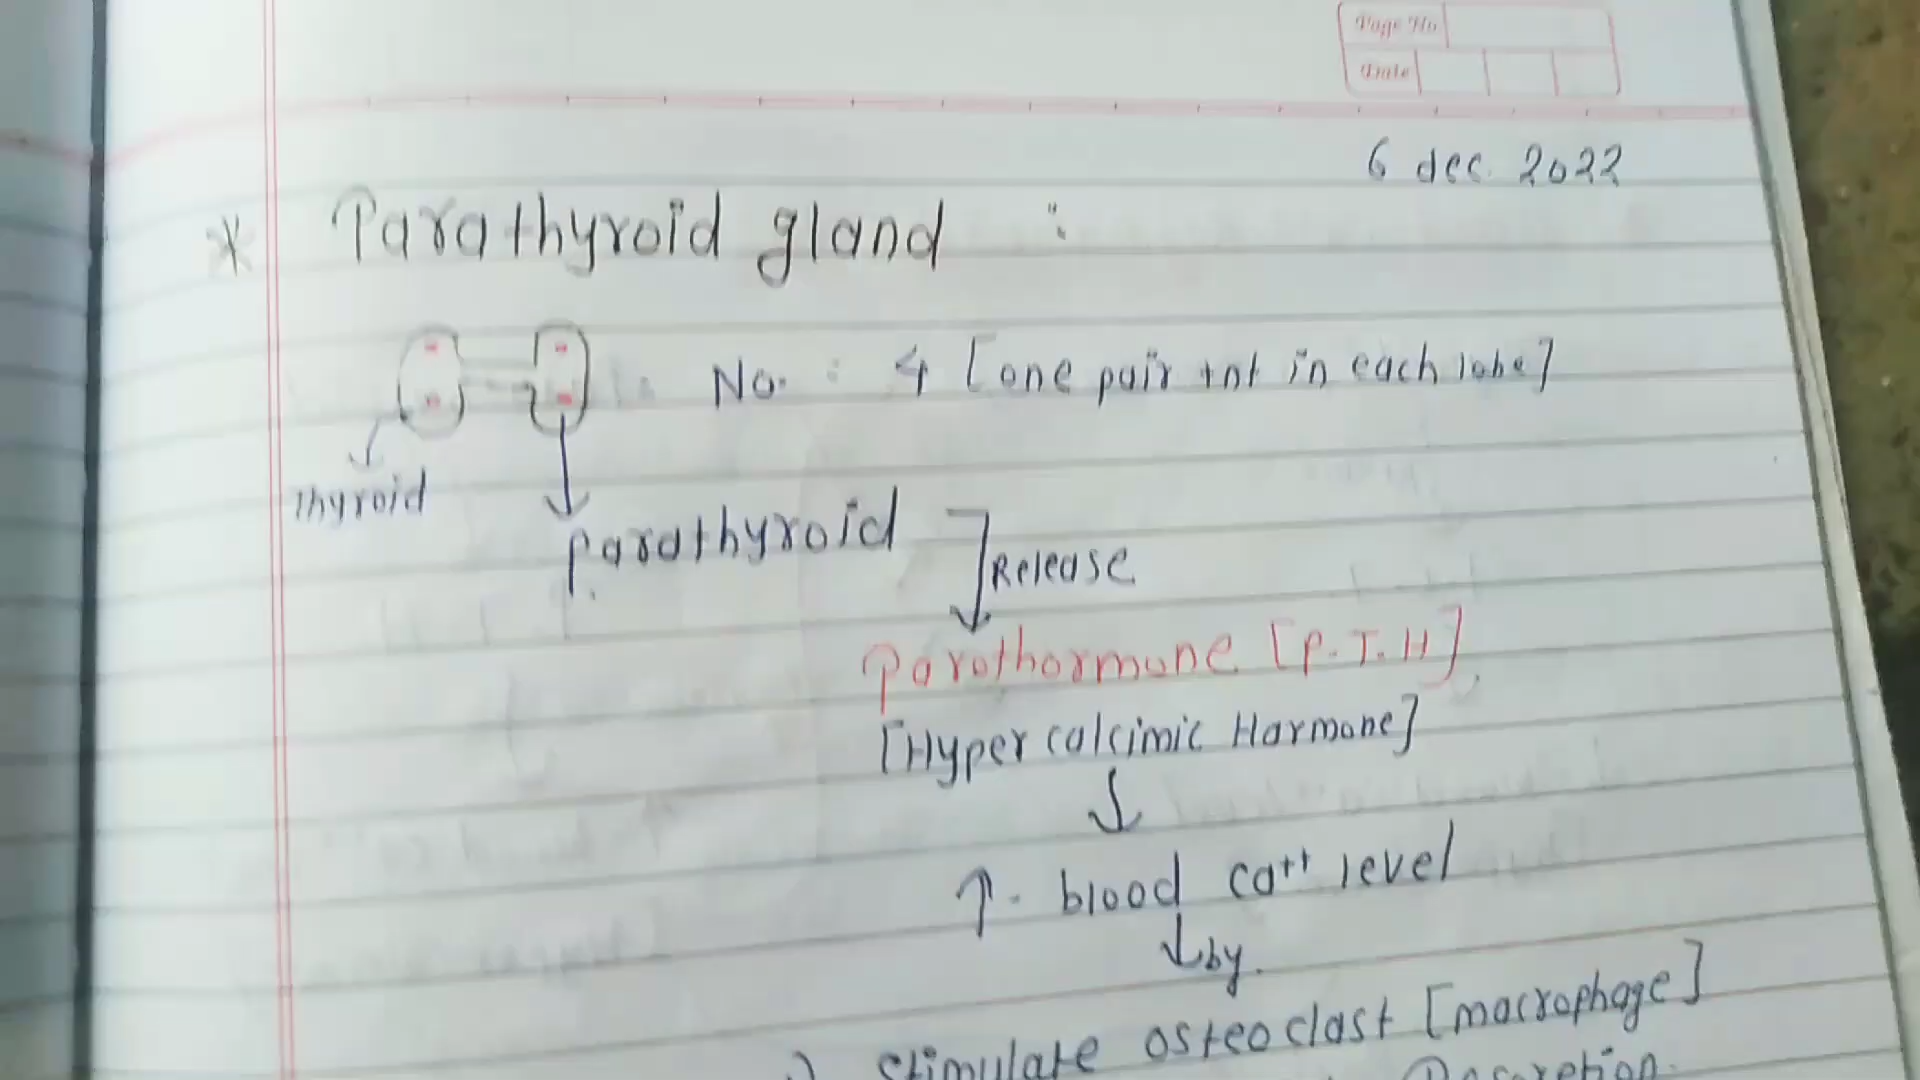 Page No
Date
6 dec. 2022
* Parathyroid gland :
No. : 4 [one pair +nt in each lobe]
Thyroid
Parathyroid
Release
Parathormone [P.T.H]
[Hyper calcimic Harmone]
↓
↑ blood ca++ level
↓ by.
stimulate osteoclast [macrophage]